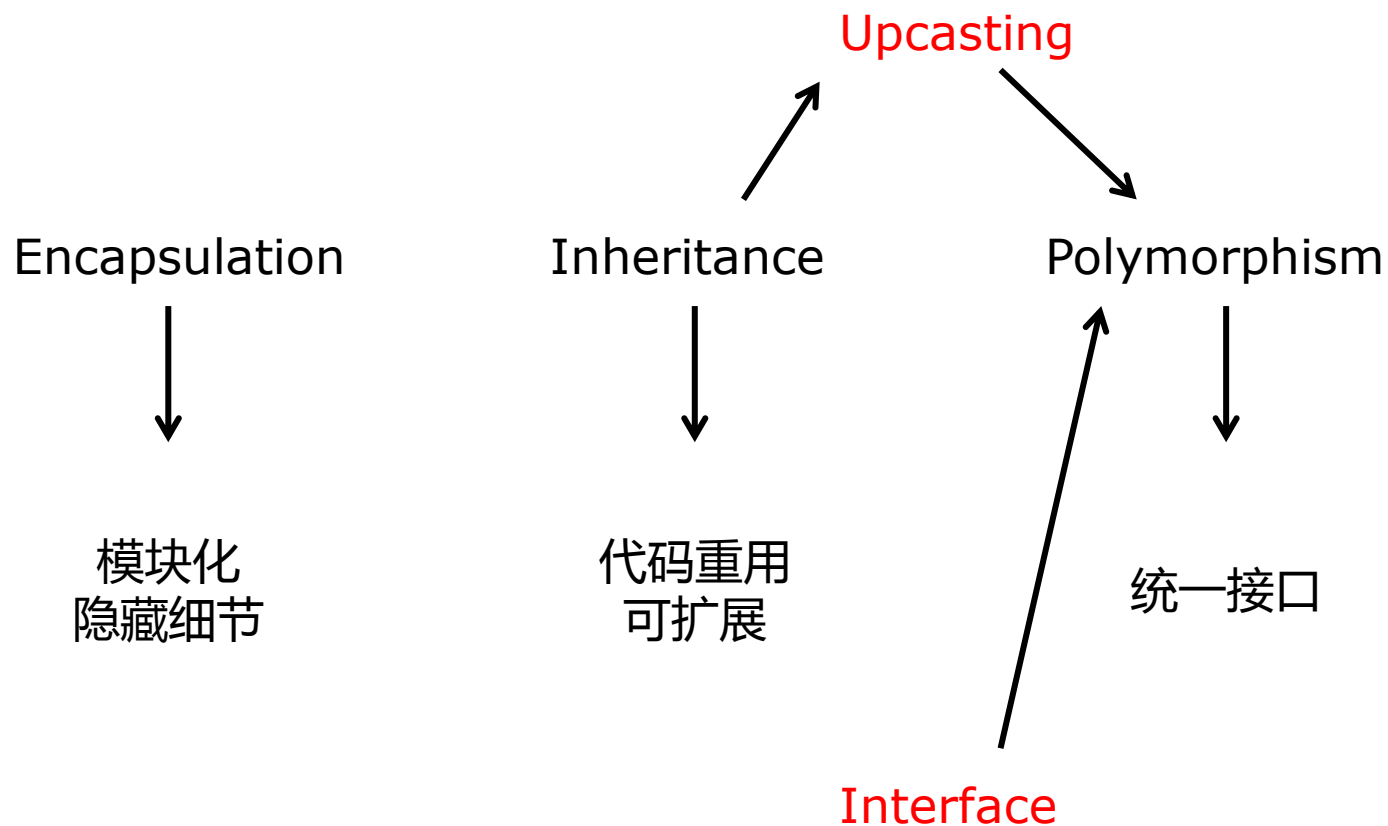 Upcasting
Encapsulation
Inheritance
Polymorphism
模块化
隐藏细节
代码重用
可扩展
统一接口
Interface